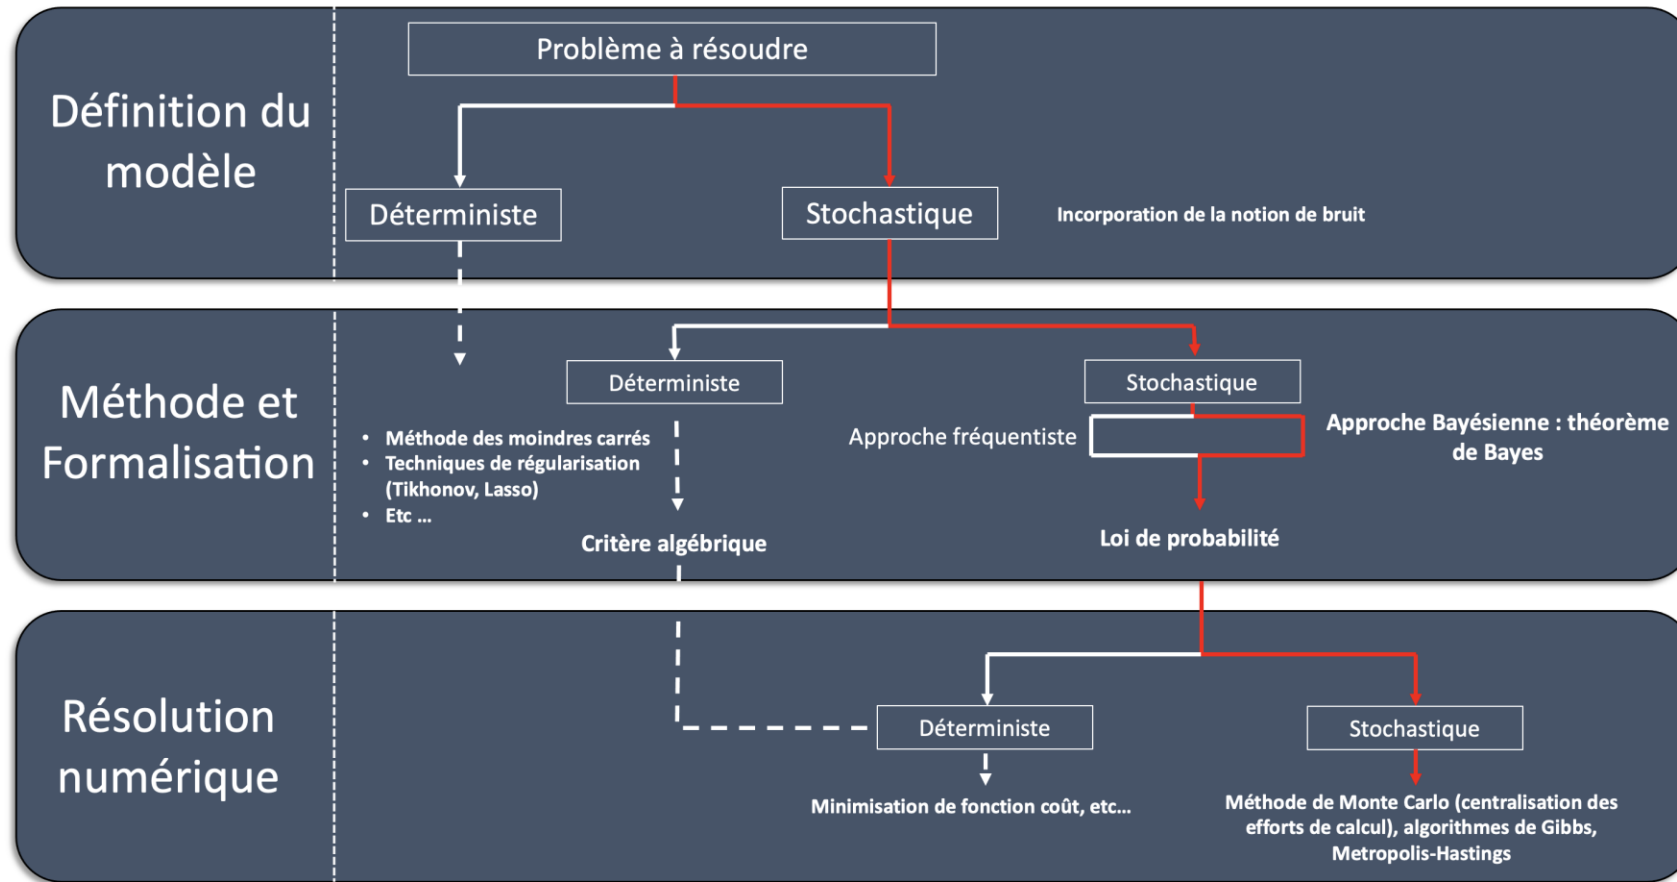 Définition du
modèle
Problème à résoudre
Déterministe
Stochastique
Incorporation de la notion de bruit
Méthode et
Formalisation
Déterministe
Stochastique
• Méthode des moindres carrés
• Techniques de régularisation
(Tikhonov, Lasso)
• Etc ...
Approche fréquentiste
Approche Bayésienne : théorème
de Bayes
Critère algébrique
Loi de probabilité
Résolution
numérique
Déterministe
Stochastique
Minimisation de fonction coût, etc...
Méthode de Monte Carlo (centralisation des
efforts de calcul), algorithmes de Gibbs,
Metropolis-Hastings